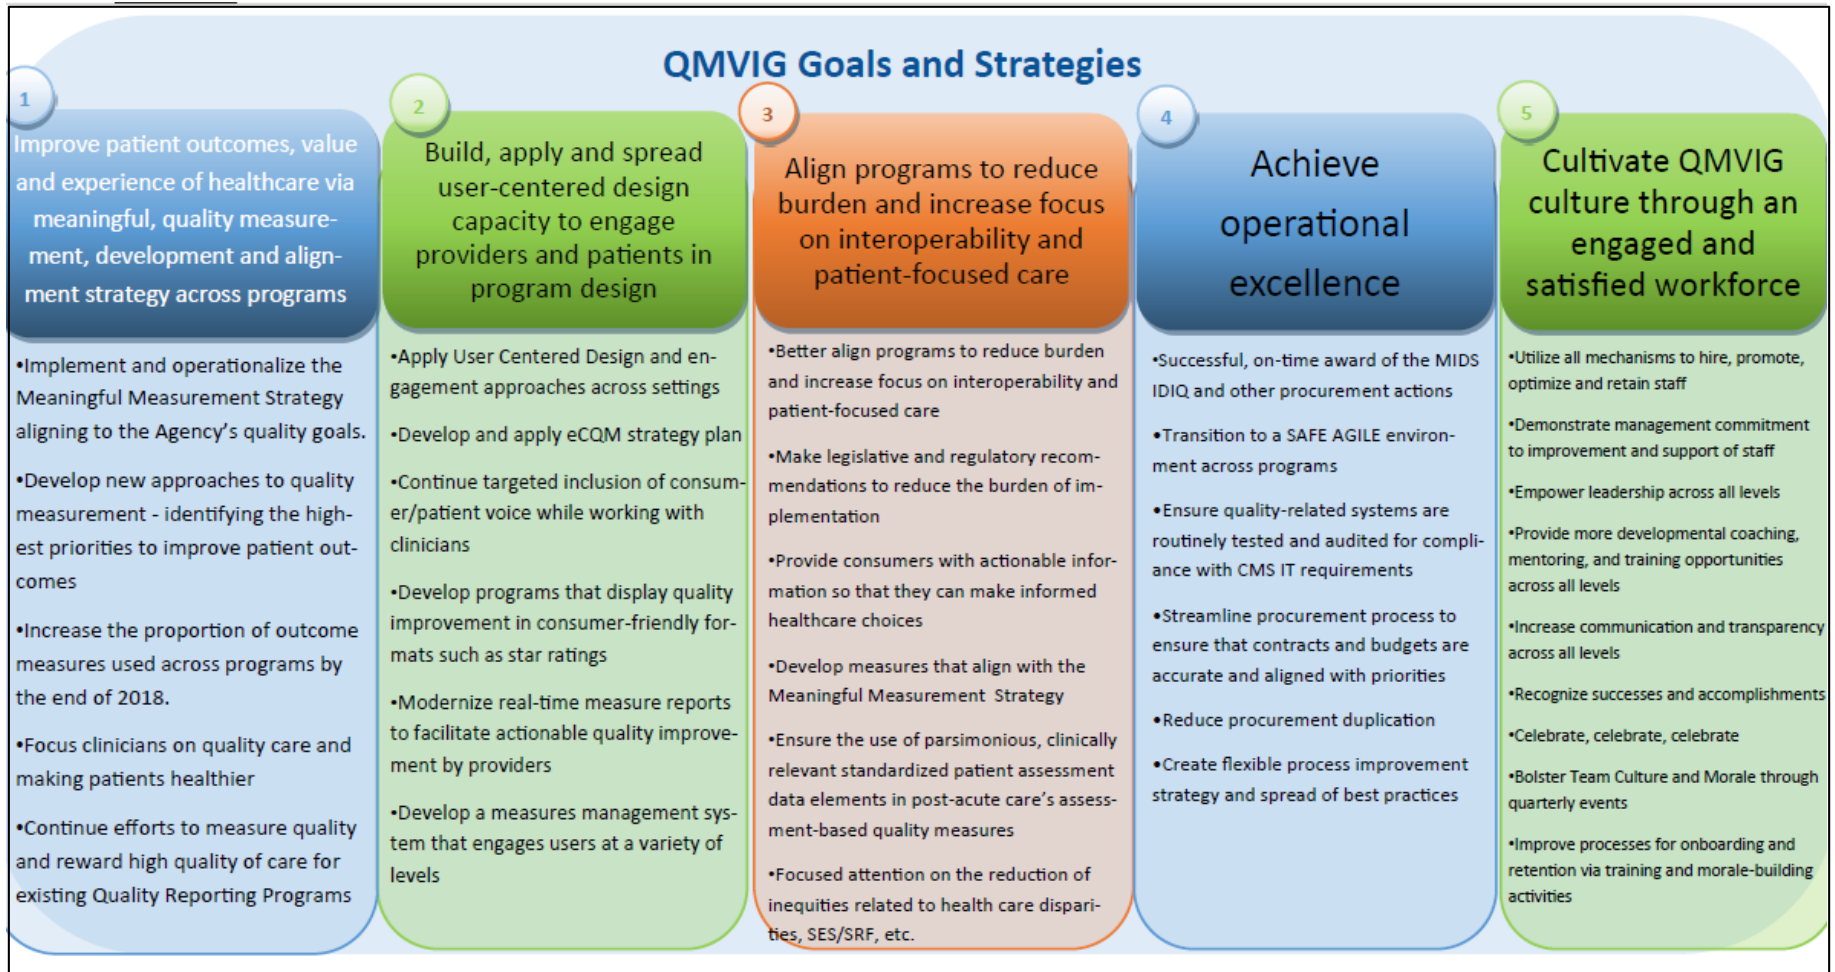 QMVIG Goals and Strategies
1
Improve patient outcomes, value
and experience of healthcare via
meaningful, quality measure-
ment, development and align-
ment strategy across programs
•Implement and operationalize the
Meaningful Measurement Strategy
aligning to the Agency's quality goals.
•Develop new approaches to quality
measurement - identifying the high-
est priorities to improve patient out-
comes
•Increase the proportion of outcome
measures used across programs by
the end of 2018.
•Focus clinicians on quality care and
making patients healthier
•Continue efforts to measure quality
and reward high quality of care for
existing Quality Reporting Programs
2
Build, apply and spread
user-centered design
capacity to engage
providers and patients in
program design
•Apply User Centered Design and en-
gagement approaches across settings
•Develop and apply eCQM strategy plan
•Continue targeted inclusion of consum-
er/patient voice while working with
clinicians
•Develop programs that display quality
improvement in consumer-friendly for-
mats such as star ratings
•Modernize real-time measure reports
to facilitate actionable quality improve-
ment by providers
•Develop a measures management sys-
tem that engages users at a variety of
levels
3
Align programs to reduce
burden and increase focus
on interoperability and
patient-focused care
•Better align programs to reduce burden
and increase focus on interoperability and
patient-focused care
•Make legislative and regulatory recom-
mendations to reduce the burden of im-
plementation
•Provide consumers with actionable infor-
mation so that they can make informed
healthcare choices
•Develop measures that align with the
Meaningful Measurement Strategy
•Ensure the use of parsimonious, clinically
relevant standardized patient assessment
data elements in post-acute care's assess-
ment-based quality measures
•Focused attention on the reduction of
inequities related to health care dispari-
ties, SES/SRF, etc.
4
Achieve
operational
excellence
•Successful, on-time award of the MIDS
IDIQ and other procurement actions
•Transition to a SAFE AGILE environ-
ment across programs
•Ensure quality-related systems are
routinely tested and audited for compli-
ance with CMS IT requirements
•Streamline procurement process to
ensure that contracts and budgets are
accurate and aligned with priorities
•Reduce procurement duplication
•Create flexible process improvement
strategy and spread of best practices
5
Cultivate QMVIG
culture through an
engaged and
satisfied workforce
•Utilize all mechanisms to hire, promote,
optimize and retain staff
•Demonstrate management commitment
to improvement and support of staff
•Empower leadership across all levels
•Provide more developmental coaching,
mentoring, and training opportunities
across all levels
•Increase communication and transparency
across all levels
•Recognize successes and accomplishments
•Celebrate, celebrate, celebrate
•Bolster Team Culture and Morale through
quarterly events
•Improve processes for onboarding and
retention via training and morale-building
activities